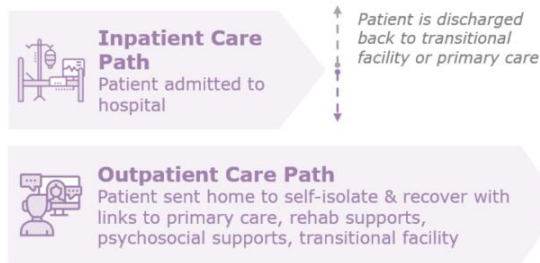 Inpatient Care
Path
Patient admitted to
hospital
Patient is discharged
back to transitional
facility or primary care
Outpatient Care Path
Patient sent home to self-isolate & recover with
links to primary care, rehab supports,
psychosocial supports, transitional facility